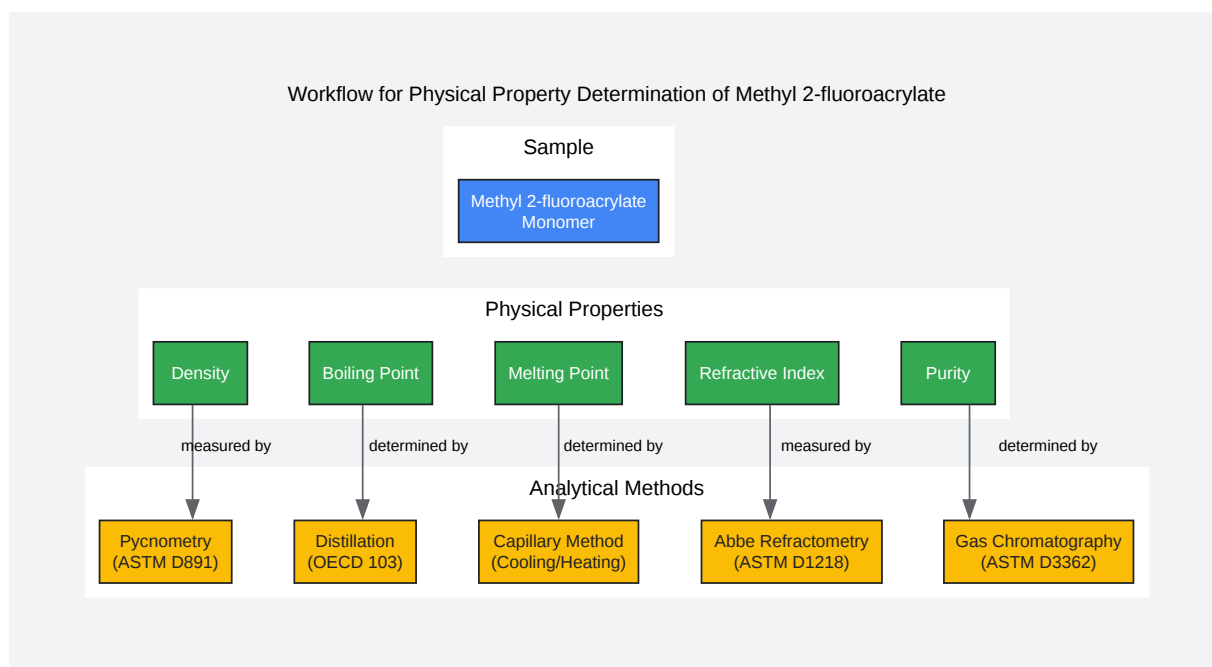 Workflow for Physical Property Determination of Methyl 2-fluoroacrylate
Sample
Methyl 2-fluoroacrylate
Monomer
Physical Properties
Density
Boiling Point
Melting Point
Refractive Index
Purity
measured by
determined by
determined by
measured by
determined by
Analytical Methods
Pycnometry
(ASTM D891)
Distillation
(OECD 103)
Capillary Method
(Cooling/Heating)
Abbe Refractometry
(ASTM D1218)
Gas Chromatography
(ASTM D3362)